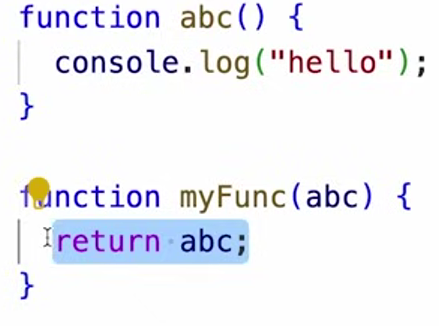 function abc() {
console.log("hello");
}
function myFunc(abc) {
return abc;
}